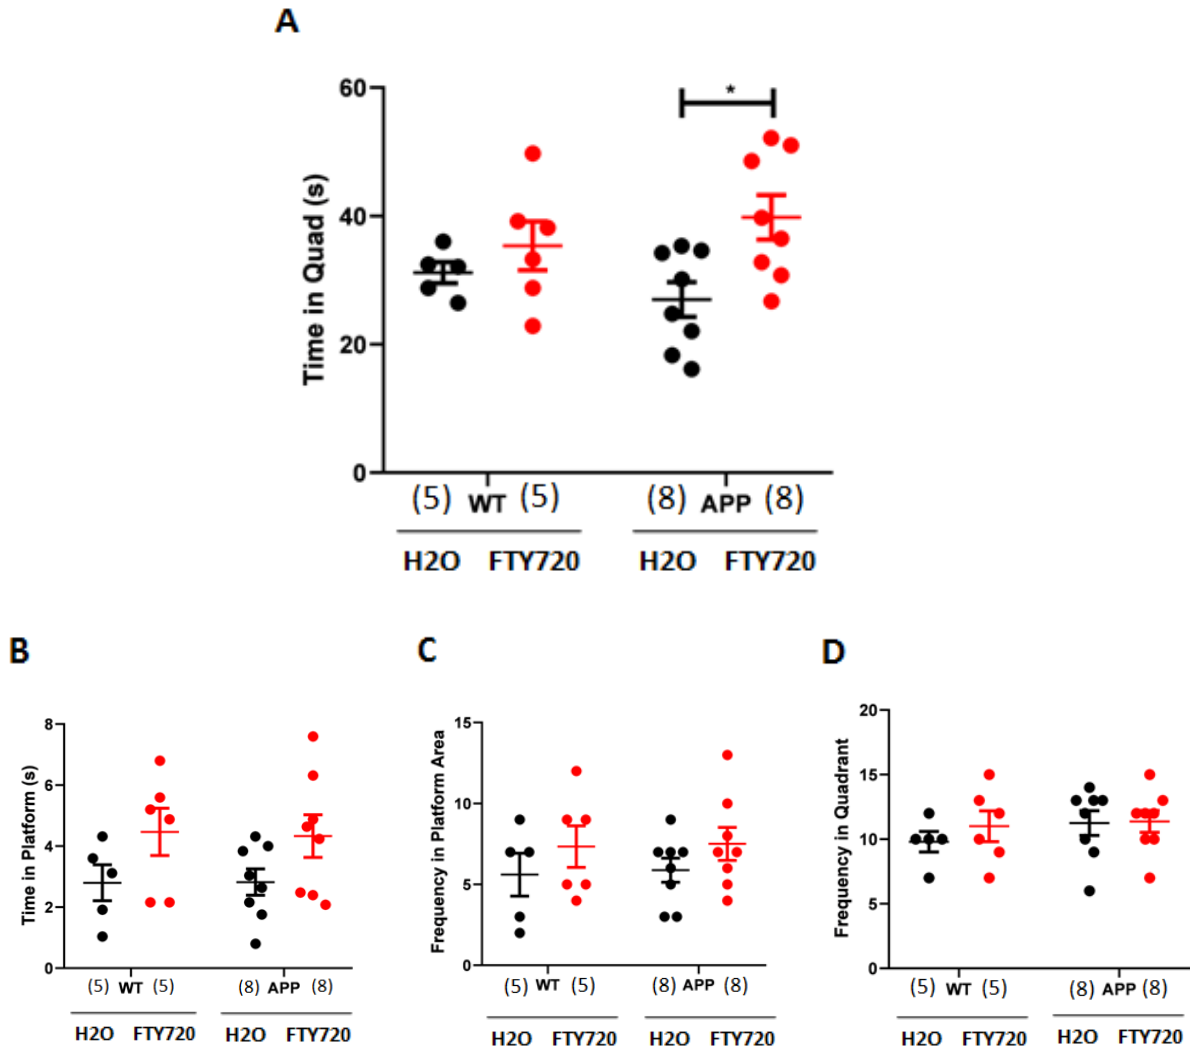 A
60
40
20
0
Time in Quad (s)
*
(5) WT (5) (8) APP (8)
H2O FTY720 H2O FTY720
B
8
6
4
2
0
Time in Platform (s)
(5) WT (5) (8) APP (8)
H2O FTY720 H2O FTY720
C
15
10
5
0
Frequency in Platform Area
(5) WT (5) (8) APP (8)
H2O FTY720 H2O FTY720
D
20
15
10
5
0
Frequency in Quadrant
(5) WT (5) (8) APP (8)
H2O FTY720 H2O FTY720